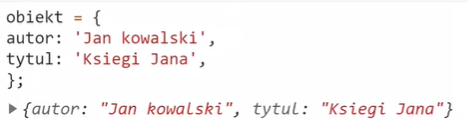 obiekt = {
autor: 'Jan kowalski',
tytul: 'Ksiegi Jana',
};
{autor: "Jan kowalski", tytul: "Ksiegi Jana"}